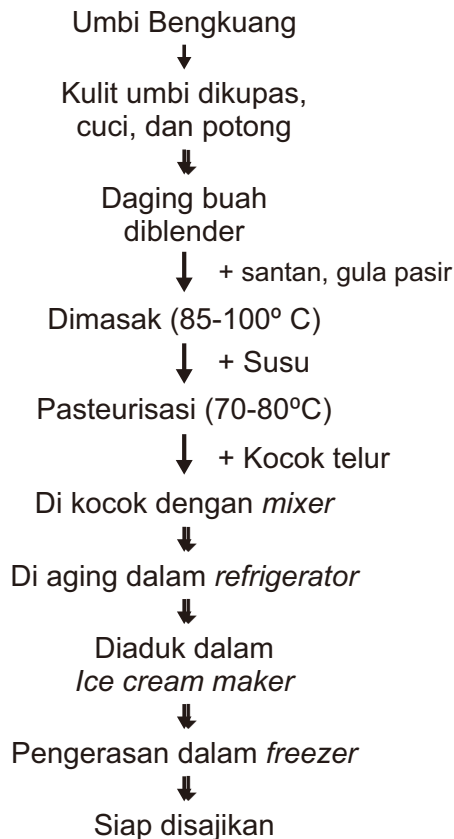 Umbi Bengkuang
Kulit umbi dikupas,
cuci, dan potong
Daging buah
diblender
+ santan, gula pasir
Dimasak (85-100º C)
+ Susu
Pasteurisasi (70-80ºC)
+ Kocok telur
Di kocok dengan mixer
Di aging dalam refrigerator
Diaduk dalam
Ice cream maker
Pengerasan dalam freezer
Siap disajikan